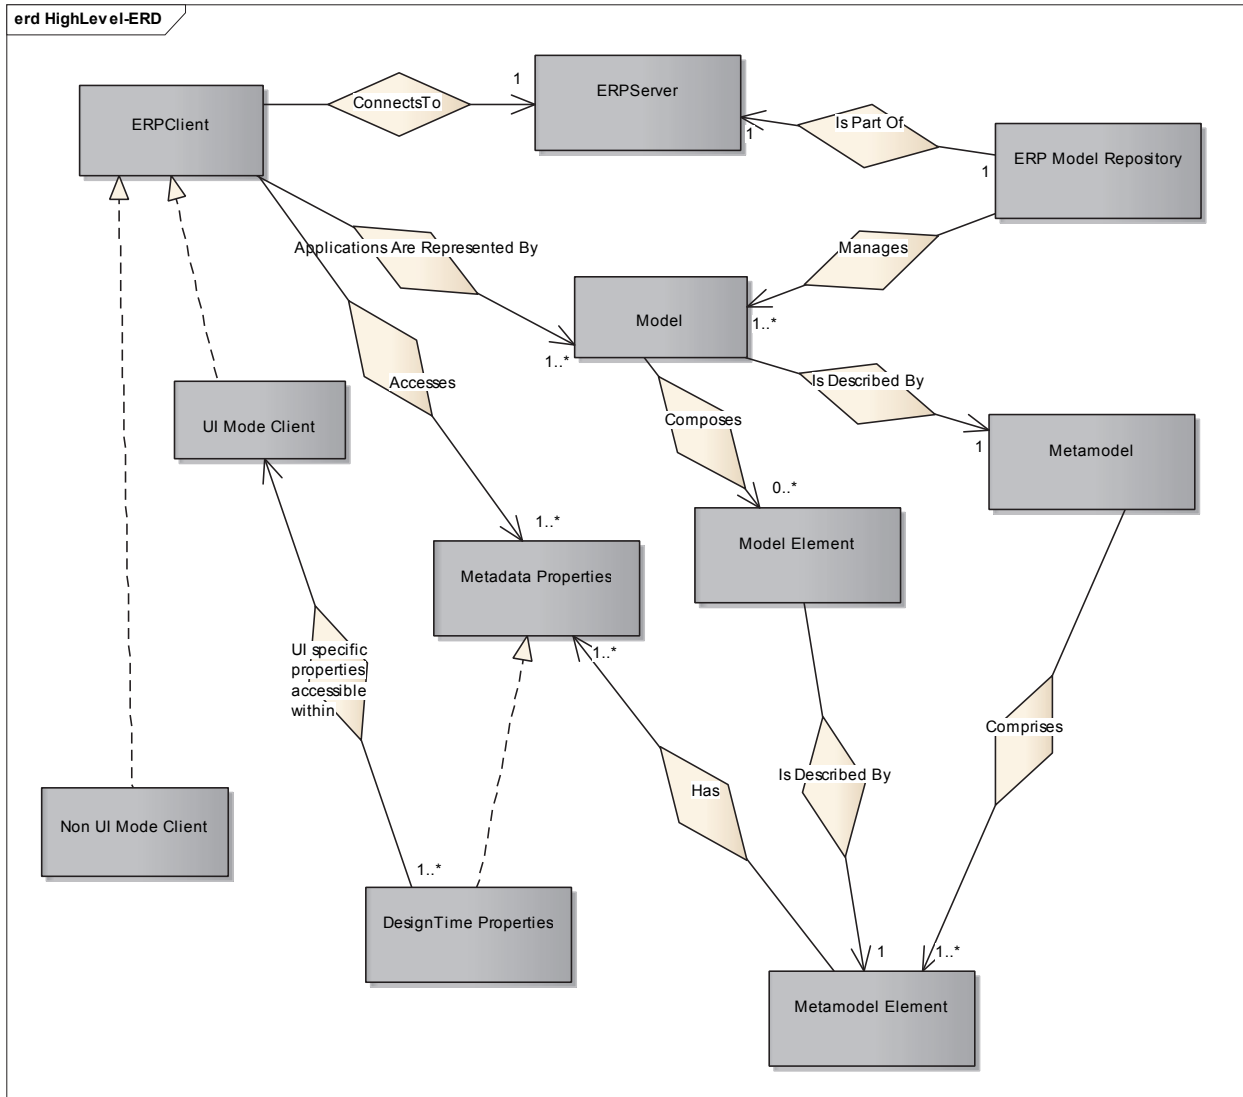 erd HighLevel-ERD
ERPClient
ConnectsTo
1
ERPServer
1
Is Part Of
1
ERP Model Repository
Applications Are Represented By
1..*
Manages
1..*
Model
Accesses
1..*
Composes
0..*
Is Described By
1
UI Mode Client
Metamodel
Model Element
Metadata Properties
1..*
UI specific
properties
accessible
within
1..*
Has
Is Described By
1
Comprises
1..*
Non UI Mode Client
DesignTime Properties
Metamodel Element